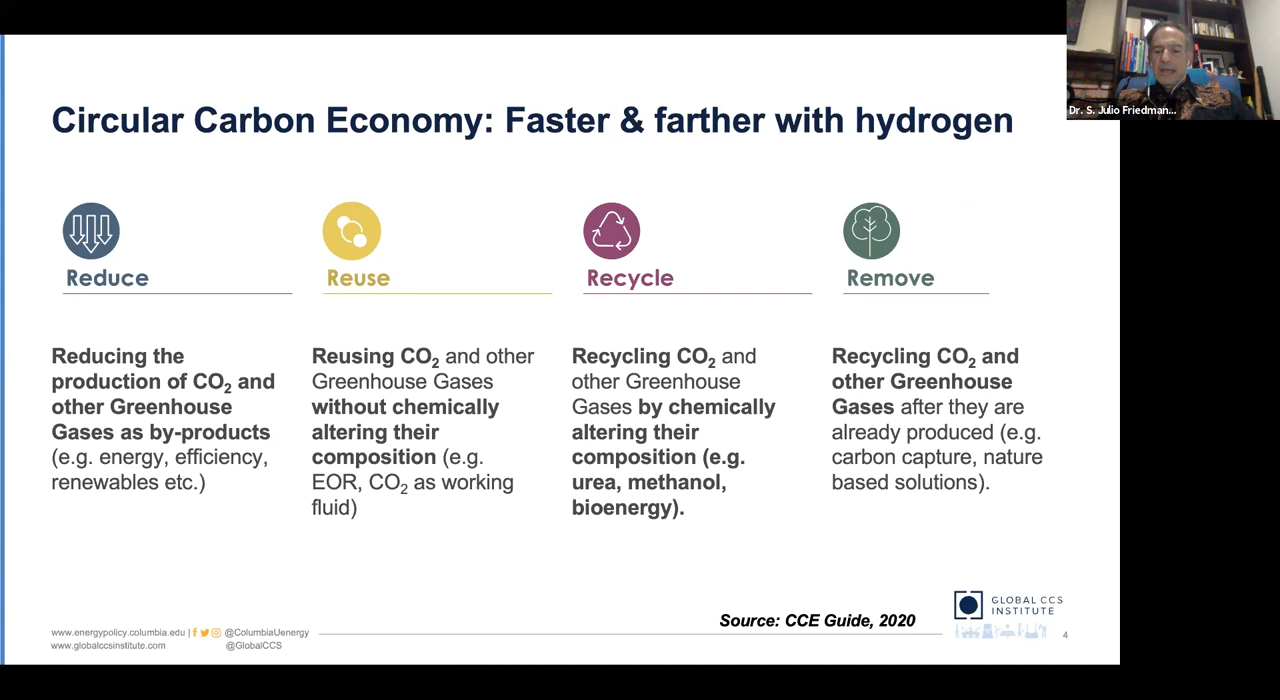 Dr. S. Julio Friedman...
Circular Carbon Economy: Faster & farther with hydrogen
Reduce
Reducing the
production of CO2 and
other Greenhouse
Gases as by-products
(e.g. energy, efficiency,
renewables etc.)
Reuse
Reusing CO2 and other
Greenhouse Gases
without chemically
altering their
composition (e.g.
EOR, CO2 as working
fluid)
Recycle
Recycling CO2 and
other Greenhouse
Gases by chemically
altering their
composition (e.g.
urea, methanol,
bioenergy).
Remove
Recycling CO2 and
other Greenhouse
Gases after they are
already produced (e.g.
carbon capture, nature
based solutions).
Source: CCE Guide, 2020
GLOBAL CCS
INSTITUTE
www.energypolicy.columbia.edu | @ColumbiaUenergy
www.globalccsinstitute.com @GlobalCCS
4